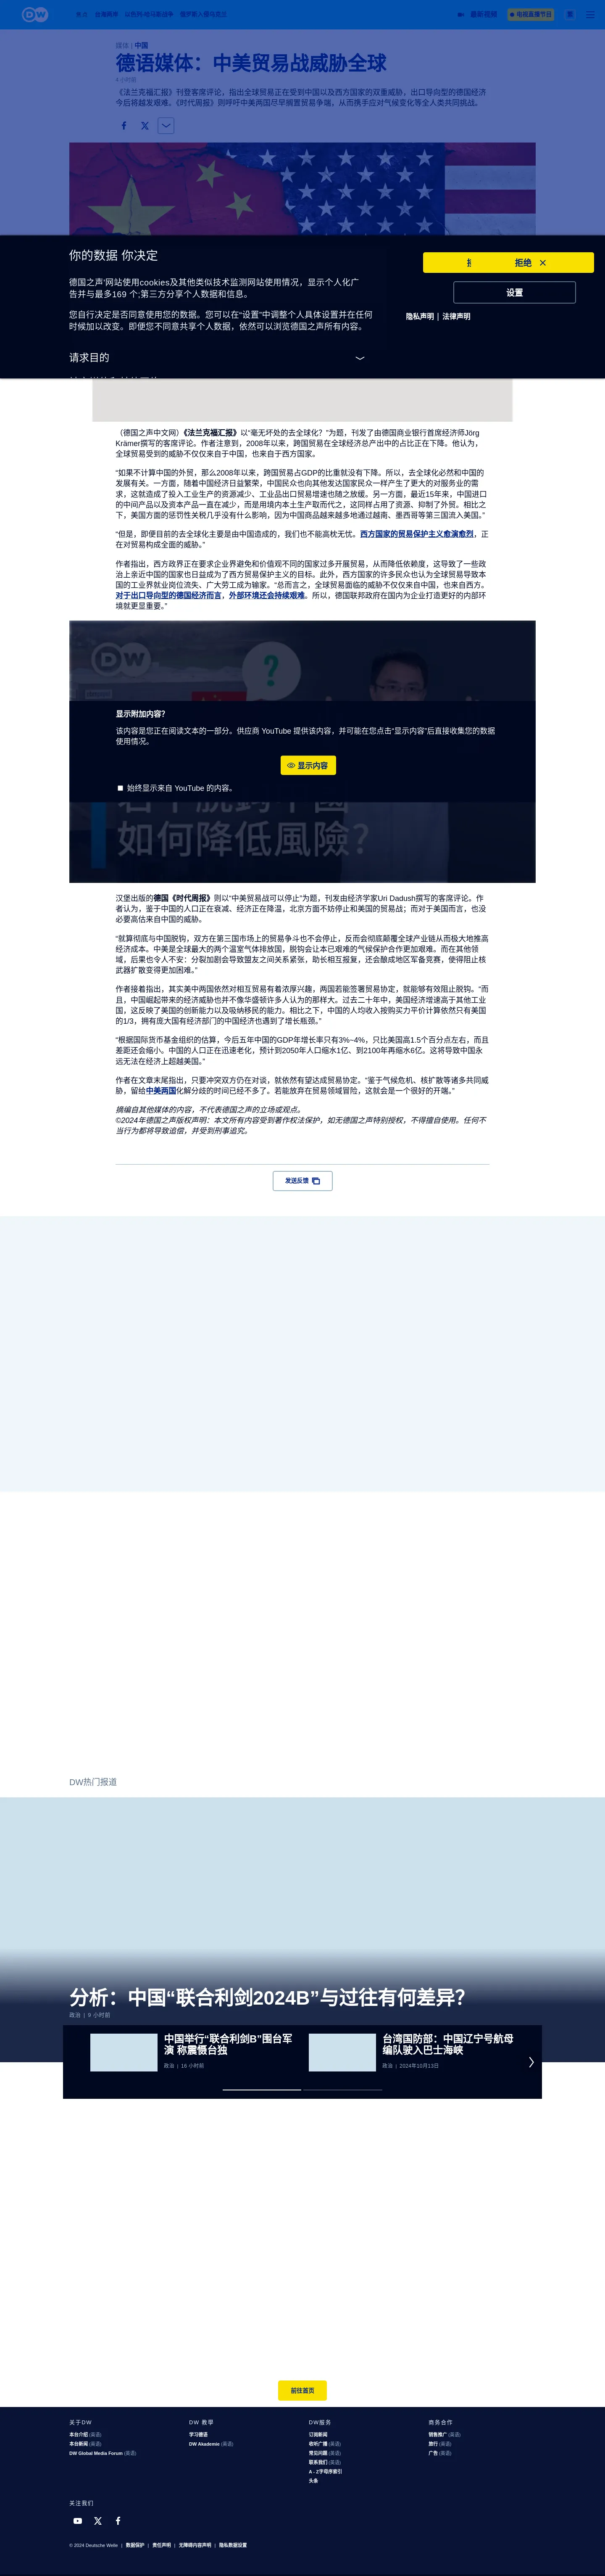 DW
最新视频
电视直播节目
繁
媒体 | 中国
德语媒体：中美贸易战威胁全球
4 小时前
《法兰克福汇报》刊登客席评论，指出全球贸易正在受到中国以及西方国家的双重威胁，出口导向型的德国经济
今后将越发艰难。《时代周报》则呼吁中美两国尽早搁置贸易争端，从而携手应对气候变化等全人类共同挑战。
你的数据 你决定
拒绝
德国之声'网站使用cookies及其他类似技术监测网站使用情况，显示个人化广
告并与最多169 个;第三方分享个人数据和信息。
设置
您自行决定是否同意使用您的数据。您可以在"设置"中调整个人具体设置并在任何
时候加以改变。即便您不同意共享个人数据，依然可以浏览德国之声所有内容。
隐私声明 | 法律声明
请求目的
（德国之声中文网）《法兰克福汇报》以“毫无坏处的去全球化？”为题，刊发了由德国商业银行首席经济师Jörg
Krämer撰写的客席评论。作者注意到，2008年以来，跨国贸易在全球经济总产出中的占比正在下降。他认为，
全球贸易受到的威胁不仅仅来自于中国，也来自于西方国家。
“如果不计算中国的外贸，那么2008年以来，跨国贸易占GDP的比重就没有下降。所以，去全球化必然和中国的
发展有关。一方面，随着中国经济日益繁荣，中国民众也向其他发达国家民众一样产生了更大的对服务业的需
求，这就造成了投入工业生产的资源减少、工业品出口贸易增速也随之放缓。另一方面，最近15年来，中国进口
的中间产品以及资本产品一直在减少，而是用境内本土生产取而代之，这同样占用了资源、抑制了外贸。相比之
下，美国方面的惩罚性关税几乎没有什么影响，因为中国商品越来越多地通过越南、墨西哥等第三国流入美国。”
“但是，即便目前的去全球化主要是由中国造成的，我们也不能高枕无忧。西方国家的贸易保护主义愈演愈烈，正
在对贸易构成全面的威胁。”
作者指出，西方政界正在要求企业界避免和价值观不同的国家过多开展贸易，从而降低依赖度，这导致了一些政
治上亲近中国的国家也日益成为了西方贸易保护主义的目标。此外，西方国家的许多民众也认为全球贸易导致本
国的工业界就业岗位流失、广大劳工成为输家。“总而言之，全球贸易面临的威胁不仅仅来自中国，也来自西方。
对于出口导向型的德国经济而言，外部环境还会持续艰难。所以，德国联邦政府在国内为企业打造更好的内部环
境就更显重要。”
显示附加内容？
该内容是您正在阅读文本的一部分。供应商 YouTube 提供该内容，并可能在您点击“显示内容”后直接收集您的数据
使用情况。
显示内容
始终显示来自 YouTube 的内容。
如何降低風險?
汉堡出版的德国《时代周报》则以“中美贸易战可以停止”为题，刊发由经济学家Uri Dadush撰写的客席评论。作
者认为，鉴于中国的人口正在衰减、经济正在降温，北京方面不妨停止和美国的贸易战；而对于美国而言，也没
必要高估来自中国的威胁。
“就算彻底与中国脱钩，双方在第三国市场上的贸易争斗也不会停止，反而会彻底颠覆全球产业链从而极大地推高
经济成本。中美是全球最大的两个温室气体排放国，脱钩会让本已艰难的气候保护合作更加艰难。而在其他领
域，后果也令人不安：分裂加剧会导致盟友之间关系紧张，助长相互报复，还会酿成地区军备竞赛，使得阻止核
武器扩散变得更加困难。”
作者接着指出，其实美中两国依然对相互贸易有着浓厚兴趣，两国若能签署贸易协定，就能够有效阻止脱钩。“而
且，中国崛起带来的经济威胁也并不像华盛顿许多人认为的那样大。过去二十年中，美国经济增速高于其他工业
国，这反映了美国的创新能力以及吸纳移民的能力。相比之下，中国的人均收入按购买力平价计算依然只有美国
的1/3，拥有庞大国有经济部门的中国经济也遇到了增长瓶颈。”
“根据国际货币基金组织的估算，今后五年中国的GDP年增长率只有3%~4%，只比美国高1.5个百分点左右，而且
差距还会缩小。中国的人口正在迅速老化，预计到2050年人口缩水1亿、到2100年再缩水6亿。这将导致中国永
远无法在经济上超越美国。”
作者在文章末尾指出，只要冲突双方仍在对谈，就依然有望达成贸易协定。“鉴于气候危机、核扩散等诸多共同威
胁，留给中美两国化解分歧的时间已经不多了。若能放弃在贸易领域冒险，这就会是一个很好的开端。”
摘编自其他媒体的内容，不代表德国之声的立场或观点。
©2024年德国之声版权声明：本文所有内容受到著作权法保护，如无德国之声特别授权，不得擅自使用。任何不
当行为都将导致追偿，并受到刑事追究。
发送反馈
DW热门报道
分析：中国“联合利剑2024B”与过往有何差异？
政治 | 9 小时前
中国举行“联合利剑B”围台军
演 称震慑台独
政治 | 16 小时前
台湾国防部：中国辽宁号航母
编队驶入巴士海峡
政治 | 2024年10月13日
前往首页
关于DW
本台介绍 (英语)
本台新闻 (英语)
DW Global Media Forum (英语)
DW 教學
学习德语
DW Akademie (英语)
DW服务
订阅新闻
收听广播 (英语)
常见问题 (英语)
联系我们 (英语)
A - Z字母序索引
头条
商务合作
销售推广 (英语)
旅行 (英语)
广告 (英语)
关注我们
© 2024 Deutsche Welle | 数据保护 | 责任声明 | 无障碍内容声明 | 隐私数据设置